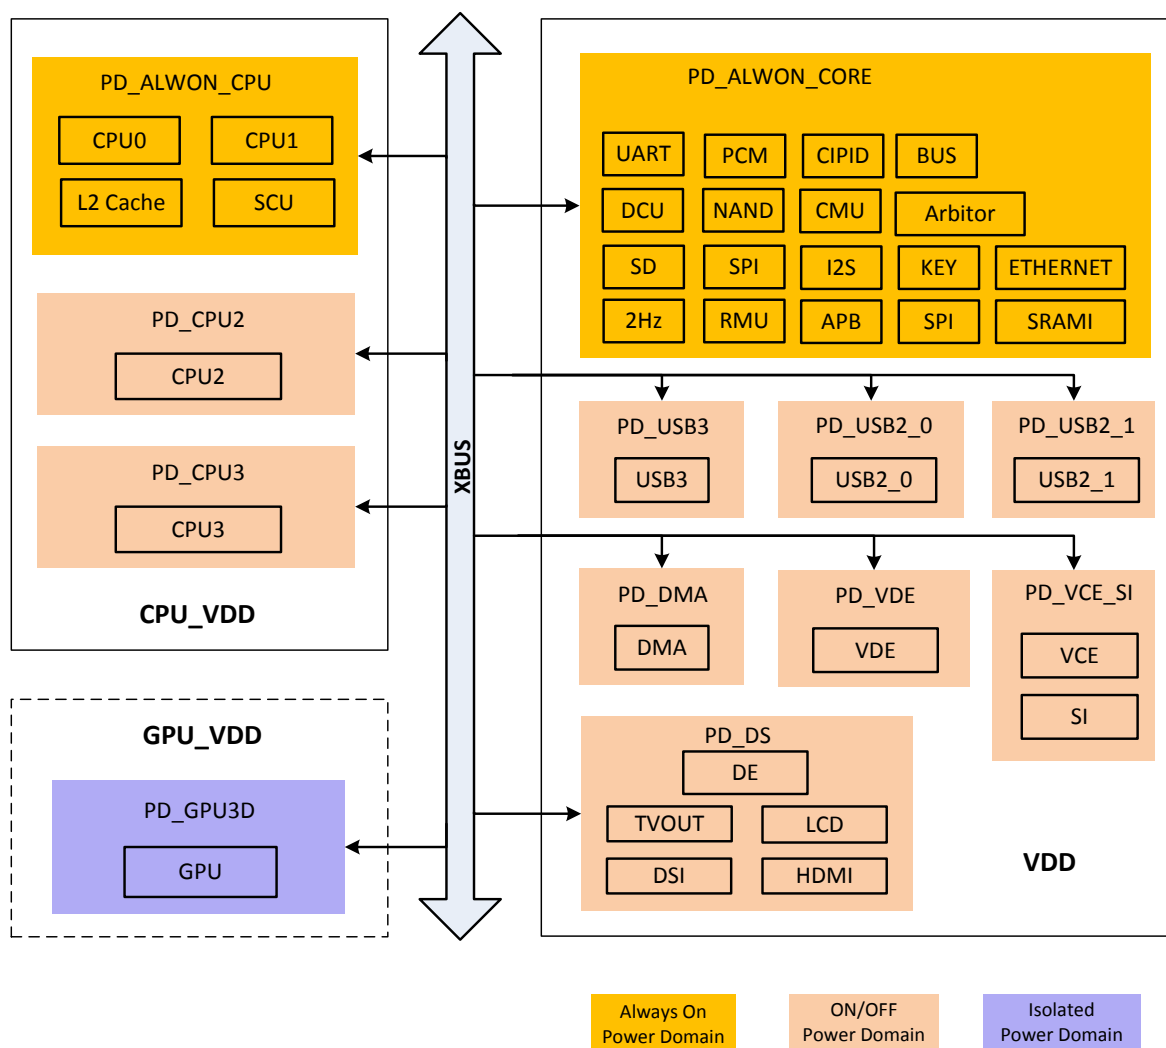 PD_ALWON_CPU
CPU0 CPU1
L2 Cache SCU
PD_CPU2
CPU2
PD_CPU3
CPU3
CPU_VDD
GPU_VDD
PD_GPU3D
GPU
XBUS
PD_ALWON_CORE
UART PCM CIPID BUS
DCU NAND CMU Arbitor
SD SPI I2S KEY ETHERNET
2Hz RMU APB SPI SRAMI
PD_USB3 PD_USB2_0 PD_USB2_1
USB3 USB2_0 USB2_1
PD_DMA PD_VDE PD_VCE_SI
DMA VDE VCE
SI
PD_DS
DE
TVOUT LCD
DSI HDMI
VDD
Always On
Power Domain
ON/OFF
Power Domain
Isolated
Power Domain